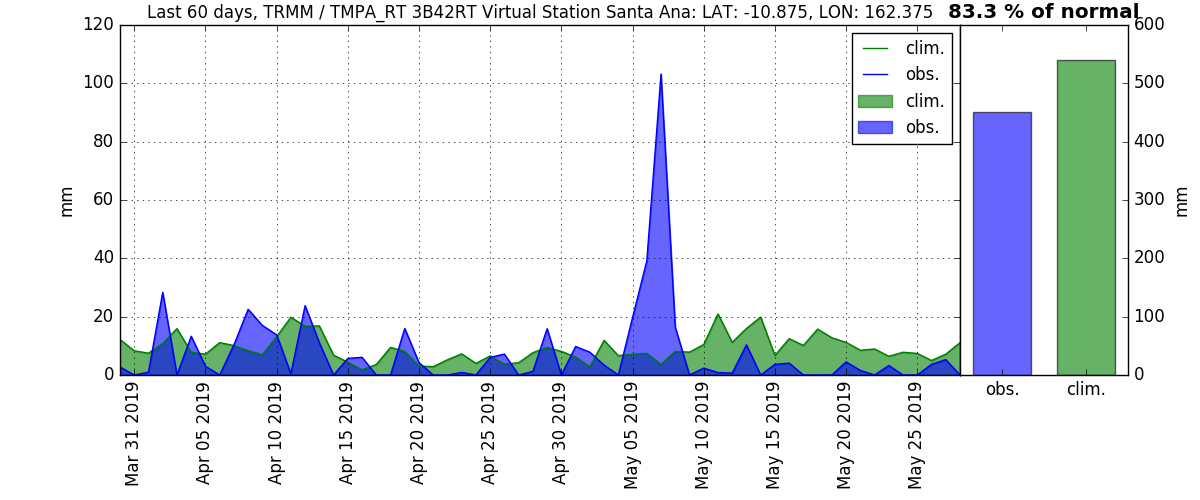 Last 60 days, TRMM / TMPA_RT 3B42RT Virtual Station Santa Ana: LAT: -10.875, LON: 162.375 83.3 % of normal
120
100
80
60
40
20
0
mm
clim.
obs.
clim.
obs.
600
500
400
300
200
100
0
mm
obs. clim.
Mar 31 2019
Apr 05 2019
Apr 10 2019
Apr 15 2019
Apr 20 2019
Apr 25 2019
Apr 30 2019
May 05 2019
May 10 2019
May 15 2019
May 20 2019
May 25 2019